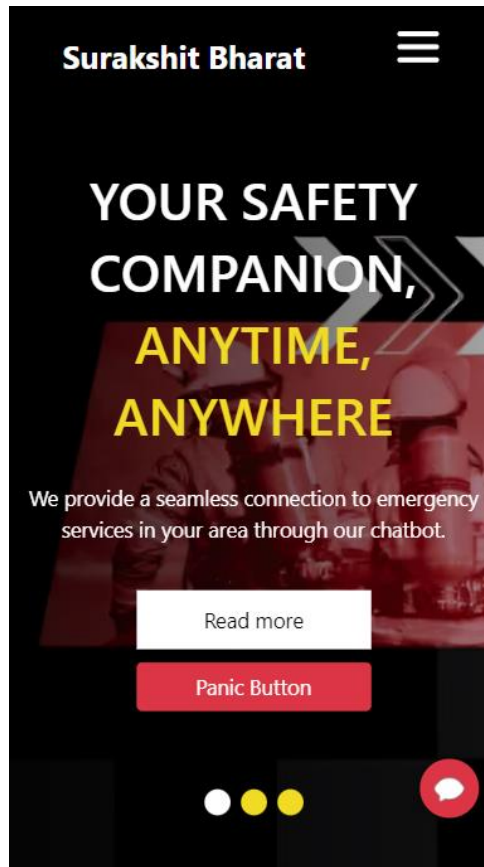 Surakshit Bharat
YOUR SAFETY
COMPANION,
ANYTIME,
ANYWHERE
We provide a seamless connection to emergency
services in your area through our chatbot.
Read more
Panic Button